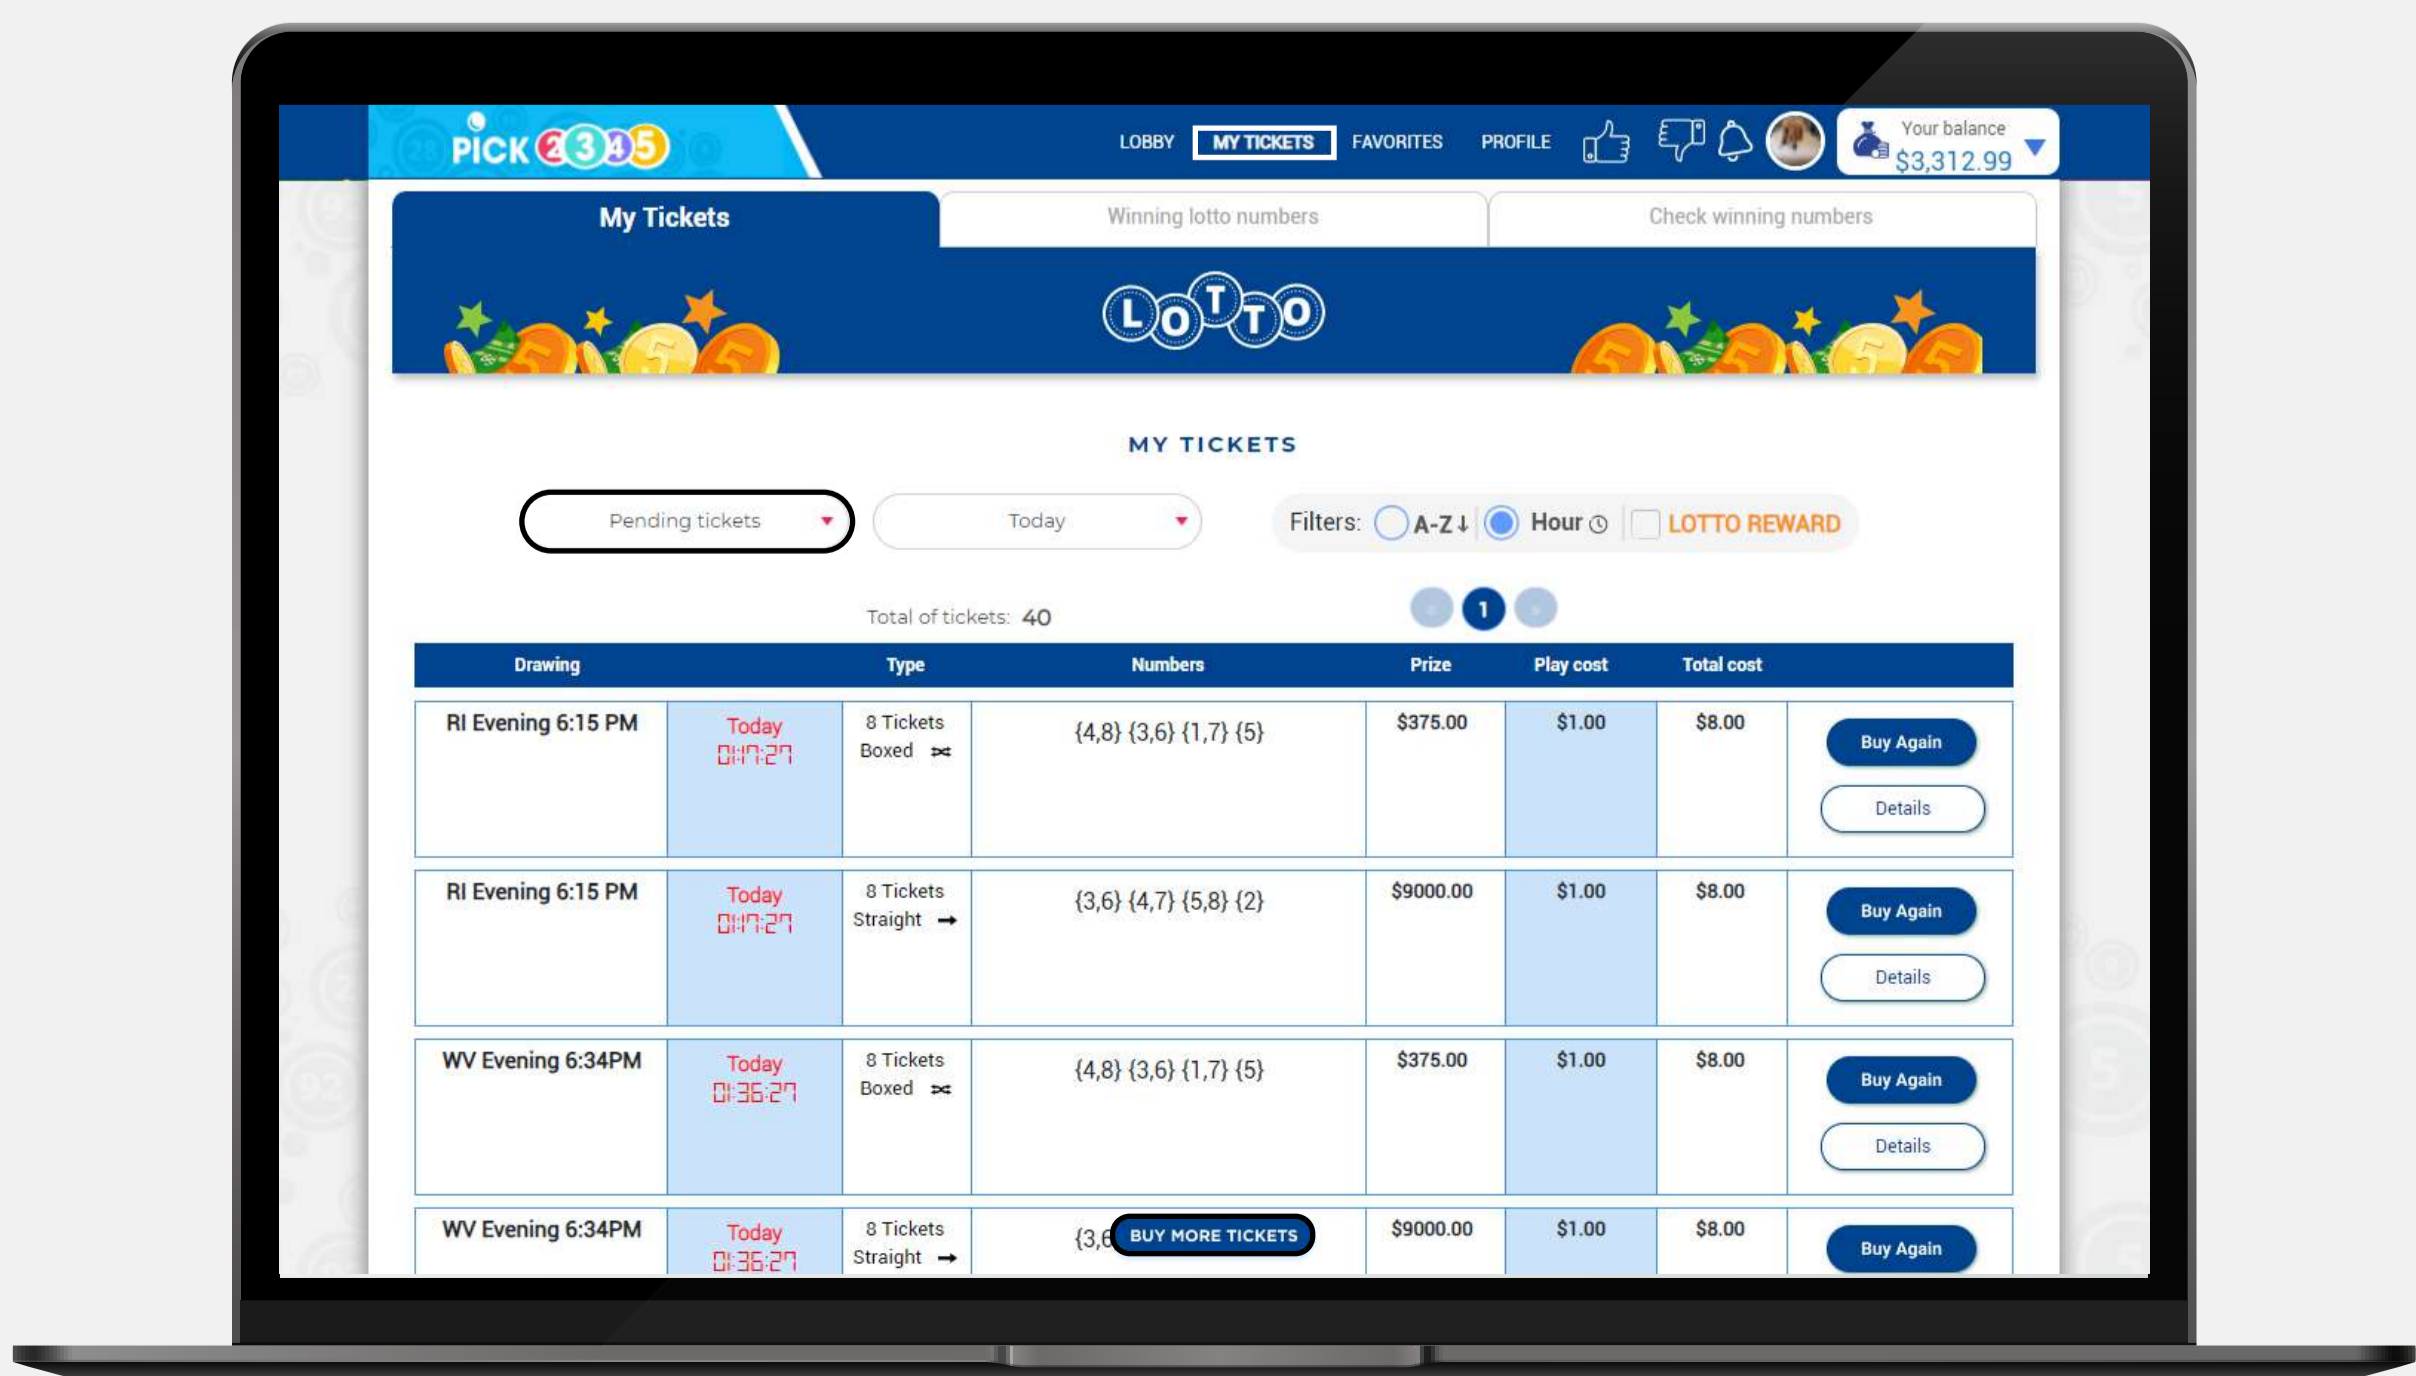 PiCK 2345
LOBBY MY TICKETS FAVORITES PROFILE
Your balance
$3,312.99
My Tickets Winning lotto numbers Check winning numbers
LOTTO
MY TICKETS
Pending tickets Today Filters: A-Z Hour LOTTO REWARD
Total of tickets: 40 1
Drawing Type Numbers Prize Play cost Total cost
RI Evening 6:15 PM Today 8 Tickets {4,8} {3,6} {1,7} {5} $375.00 $1.00 $8.00 Buy Again
01:17:27 Boxed
Details
RI Evening 6:15 PM Today 8 Tickets {3,6} {4,7} {5,8} {2} $9000.00 $1.00 $8.00 Buy Again
01:17:27 Straight
Details
WV Evening 6:34PM Today 8 Tickets {4,8} {3,6} {1,7} {5} $375.00 $1.00 $8.00 Buy Again
01:36:27 Boxed
Details
WV Evening 6:34PM Today 8 Tickets {3,6 BUY MORE TICKETS $9000.00 $1.00 $8.00 Buy Again
01:36:27 Straight